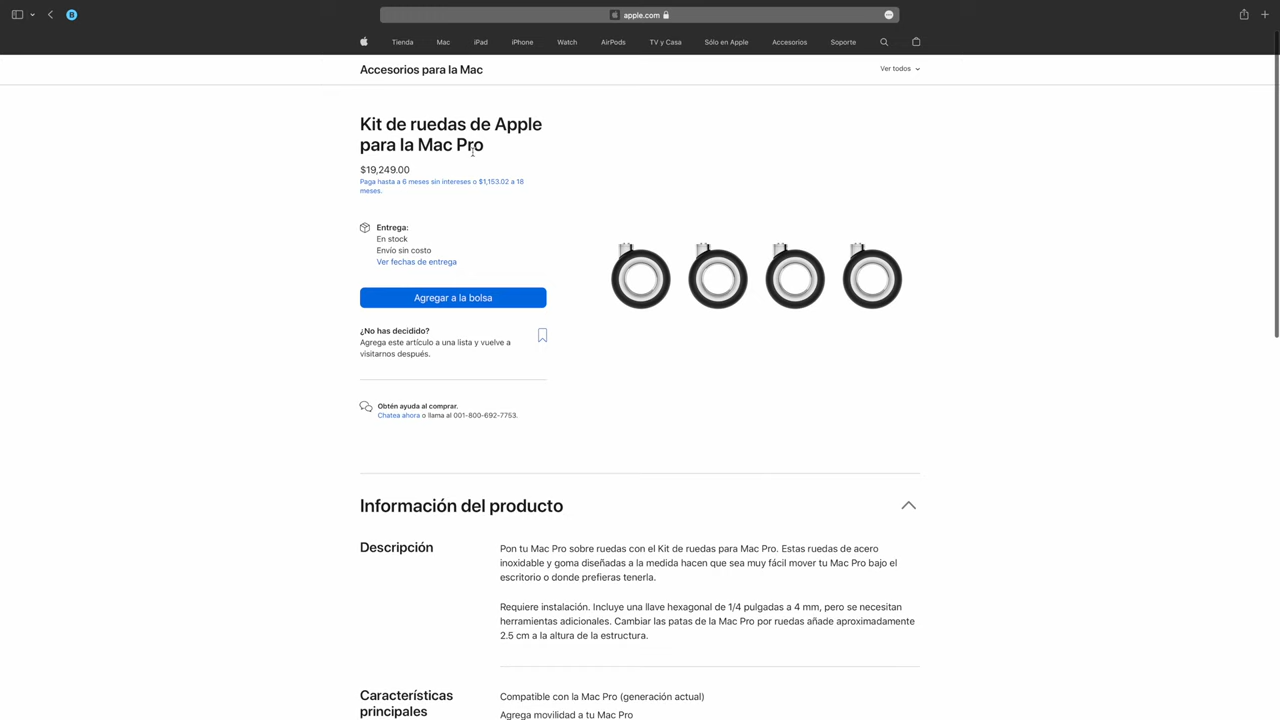 apple.com
Tienda
Mac
iPad
iPhone
Watch
AirPods
TV y Casa
Sólo en Apple
Accesorios
Soporte
Accesorios para la Mac
Ver todos
Kit de ruedas de Apple
para la Mac Pro
$19,249.00
Paga hasta a 6 meses sin intereses o $1,153.02 a 18
meses.
Entrega:
En stock
Envío sin costo
Ver fechas de entrega
Agregar a la bolsa
¿No has decidido?
Agrega este artículo a una lista y vuelve a
visitarnos después.
Obtén ayuda al comprar.
Chatea ahora o llama al 001-800-692-7753.
Información del producto
Descripción
Pon tu Mac Pro sobre ruedas con el Kit de ruedas para Mac Pro. Estas ruedas de acero
inoxidable y goma diseñadas a la medida hacen que sea muy fácil mover tu Mac Pro bajo el
escritorio o donde prefieras tenerla.
Requiere instalación. Incluye una llave hexagonal de 1/4 pulgadas a 4 mm, pero se necesitan
herramientas adicionales. Cambiar las patas de la Mac Pro por ruedas añade aproximadamente
2.5 cm a la altura de la estructura.
Características
principales
Compatible con la Mac Pro (generación actual)
Agrega movilidad a tu Mac Pro